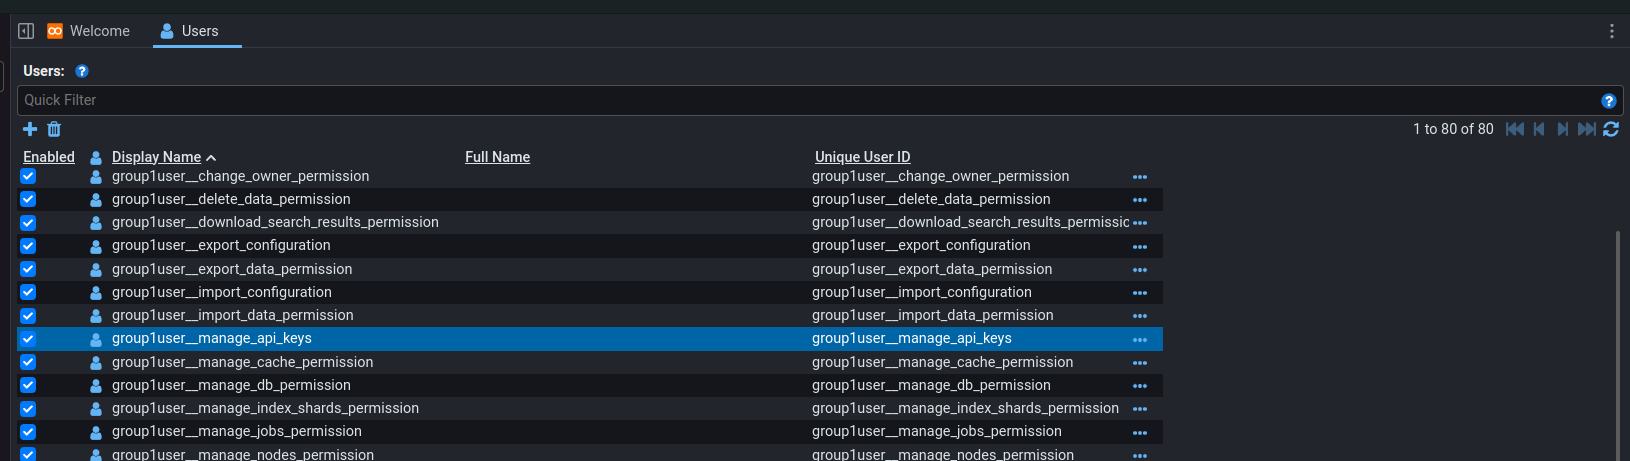 Welcome Users
Users:
Quick Filter
1 to 80 of 80
Enabled Display Name Full Name Unique User ID
group1user__change_owner_permission group1user__change_owner_permission
group1user__delete_data_permission group1user__delete_data_permission
group1user__download_search_results_permission group1user__download_search_results_permissic
group1user__export_configuration group1user__export_configuration
group1user__export_data_permission group1user__export_data_permission
group1user__import_configuration group1user__import_configuration
group1user__import_data_permission group1user__import_data_permission
group1user__manage_api_keys group1user__manage_api_keys
group1user__manage_cache_permission group1user__manage_cache_permission
group1user__manage_db_permission group1user__manage_db_permission
group1user__manage_index_shards_permission group1user__manage_index_shards_permission
group1user__manage_jobs_permission group1user__manage_jobs_permission
group1user__manage_nodes_permission group1user__manage_nodes_permission